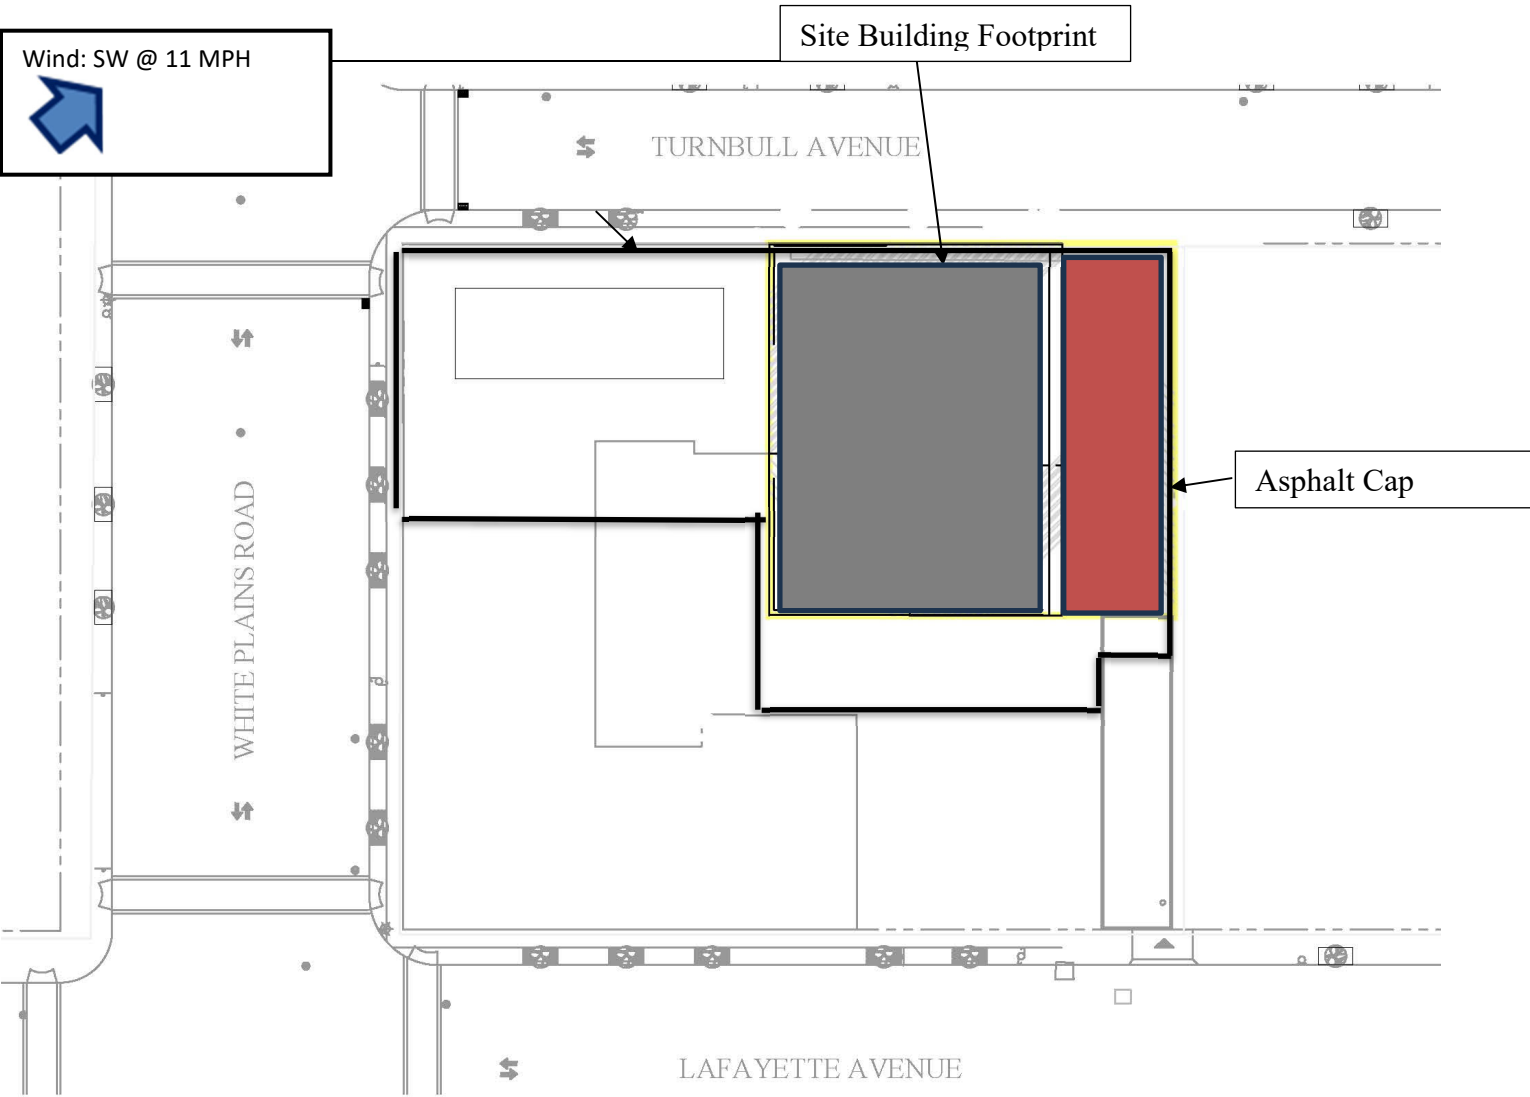 Site Building Footprint
Wind: SW @ 11 MPH
TURNBULL AVENUE
WHITE PLAINS ROAD
Asphalt Cap
LAFAYETTE AVENUE